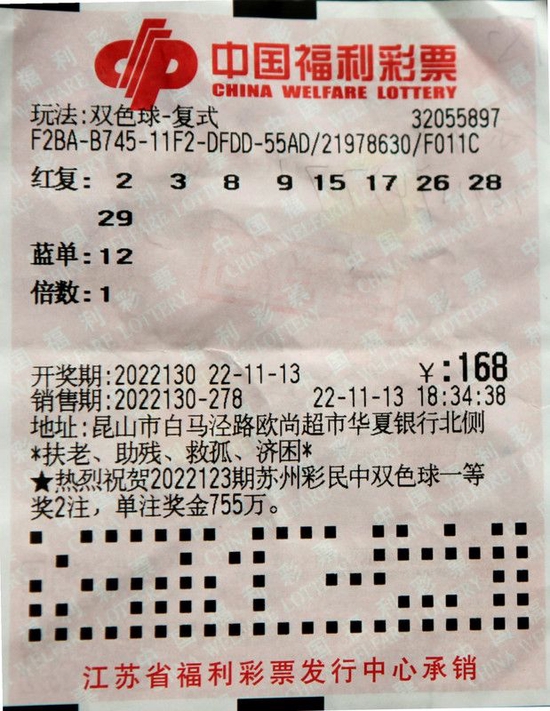 中国福利彩票
CHINA WELFARE LOTTERY
玩法:双色球-复式 32055897
F2BA-B745-11F2-DFDD-55AD/21978630/F011C
红复: 2 3 8 9 15 17 26 28
29
蓝单:12
倍数:1
开奖期:2022130 22-11-13 ¥:168
销售期:2022130-278 22-11-13 18:34:38
地址:昆山市白马泾路欧尚超市华夏银行北侧
*扶老、助残、救孤、济困*
★热烈祝贺2022123期苏州彩民中双色球一等
奖2注，单注奖金755万。
江苏省福利彩票发行中心承销